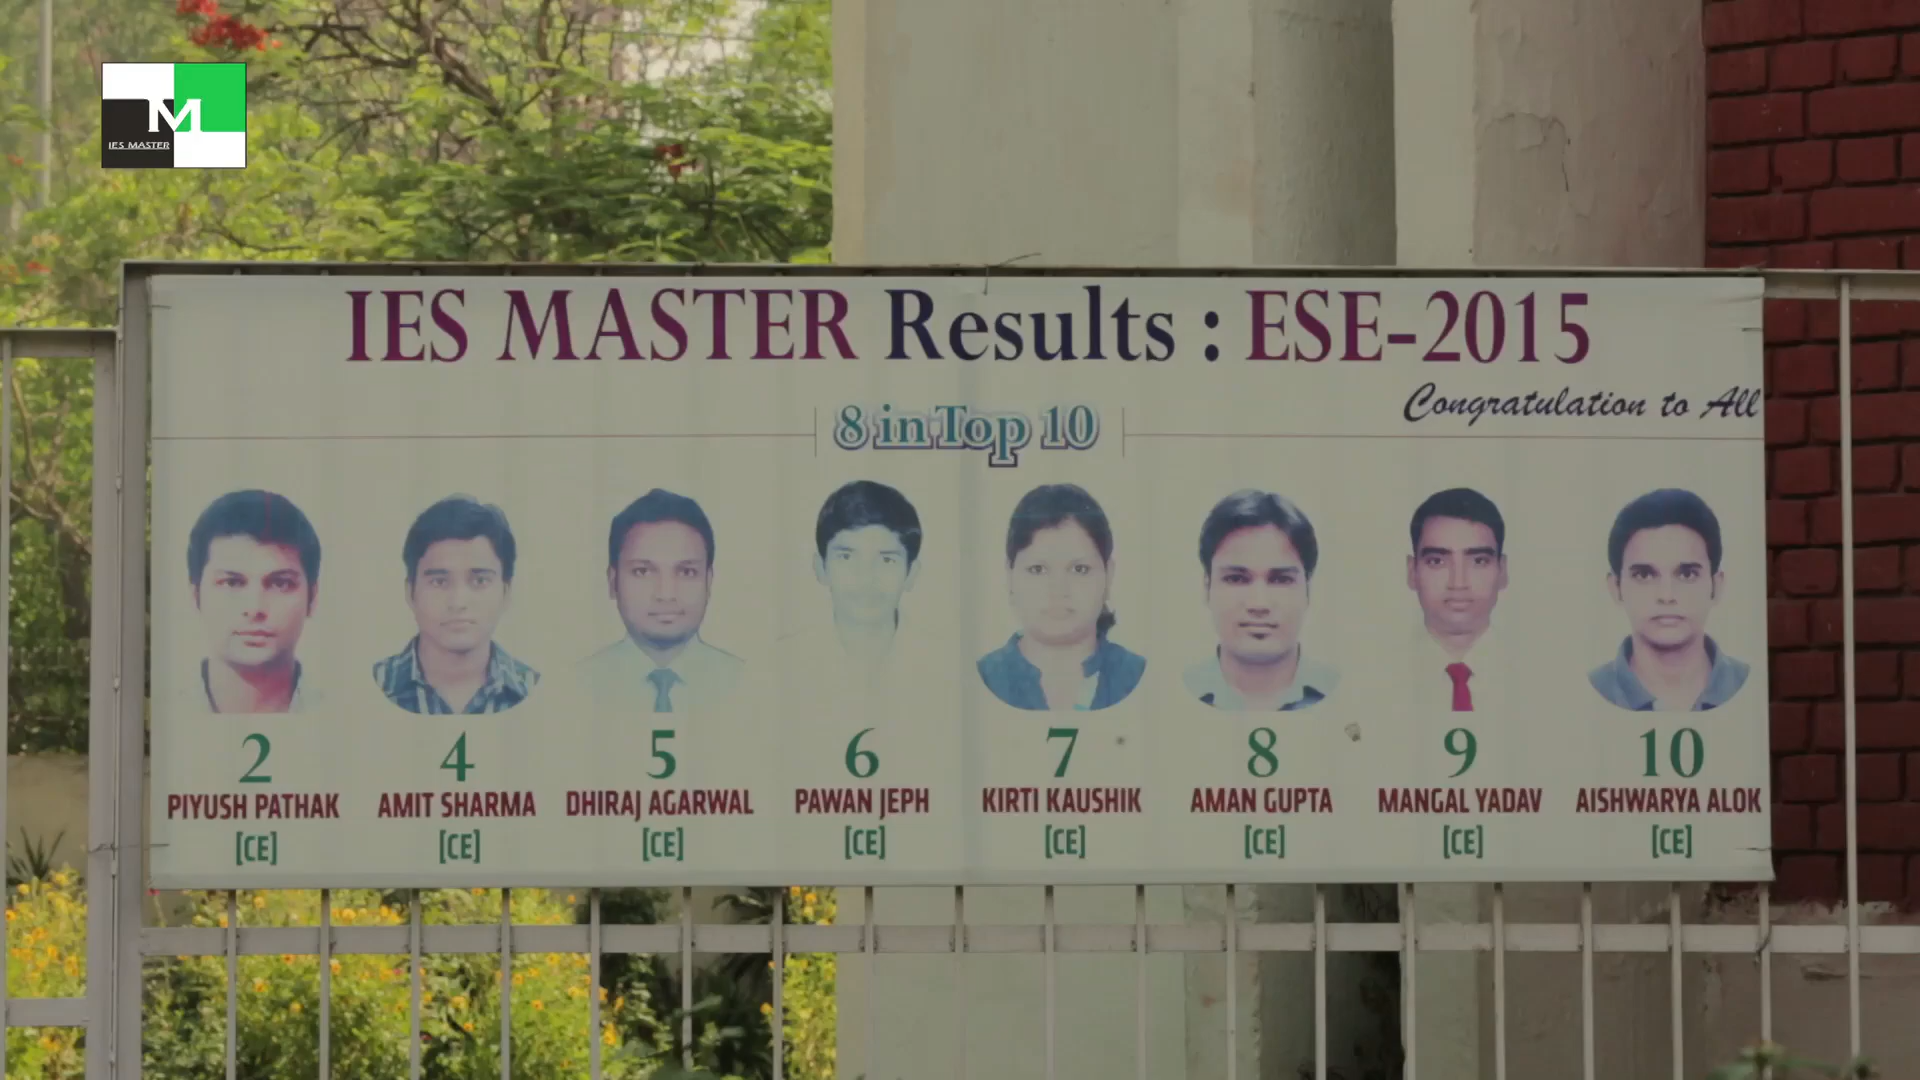 M
IES MASTER
IES MASTER Results : ESE-2015
Congratulation to All
8 in Top 10
2 4 5 6 7 8 9 10
PIYUSH PATHAK AMIT SHARMA DHIRAJ AGARWAL PAWAN JEPH KIRTI KAUSHIK AMAN GUPTA MANGAL YADAV AISHWARYA ALOK
[CE] [CE] [CE] [CE] [CE] [CE] [CE] [CE]